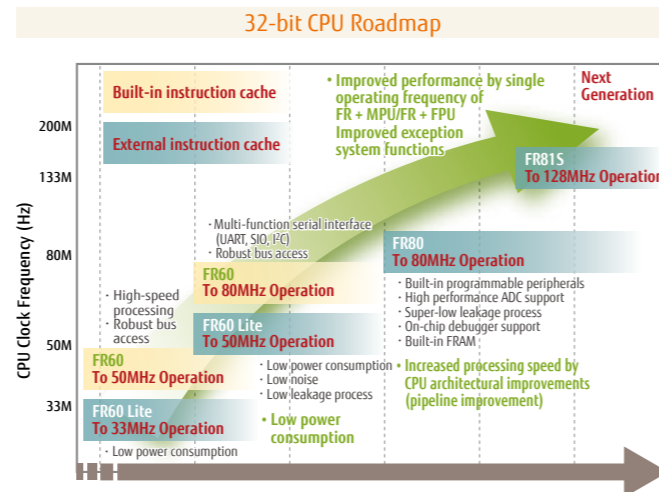 32-bit CPU Roadmap
CPU Clock Frequency (Hz)
200M
133M
80M
50M
33M
Built-in instruction cache
External instruction cache
• Improved performance by single
operating frequency of
FR + MPU/FR + FPU
Improved exception
system functions
Next
Generation
FR81S
To 128MHz Operation
· Multi-function serial interface
(UART, SIO, I²C)
· Robust bus access
FR60
To 80MHz Operation
FR80
To 80MHz Operation
· Built-in programmable peripherals
· High performance ADC support
· Super-low leakage process
· On-chip debugger support
· Built-in FRAM
· High-speed
processing
· Robust bus
access
FR60 Lite
To 50MHz Operation
FR60
To 50MHz Operation
· Low power consumption
· Low noise
· Low leakage process
• Increased processing speed by
CPU architectural improvements
(pipeline improvement)
FR60 Lite
To 33MHz Operation
• Low power
consumption
· Low power consumption